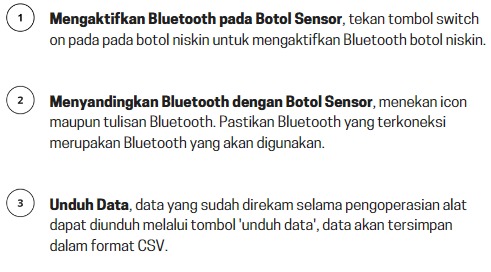 1 Mengaktifkan Bluetooth pada Botol Sensor, tekan tombol switch
on pada pada botol niskin untuk mengaktifkan Bluetooth botol niskin.
2 Menyandingkan Bluetooth dengan Botol Sensor, menekan icon
maupun tulisan Bluetooth. Pastikan Bluetooth yang terkoneksi
merupakan Bluetooth yang akan digunakan.
3 Unduh Data, data yang sudah direkam selama pengoperasian alat
dapat diunduh melalui tombol 'unduh data', data akan tersimpan
dalam format CSV.